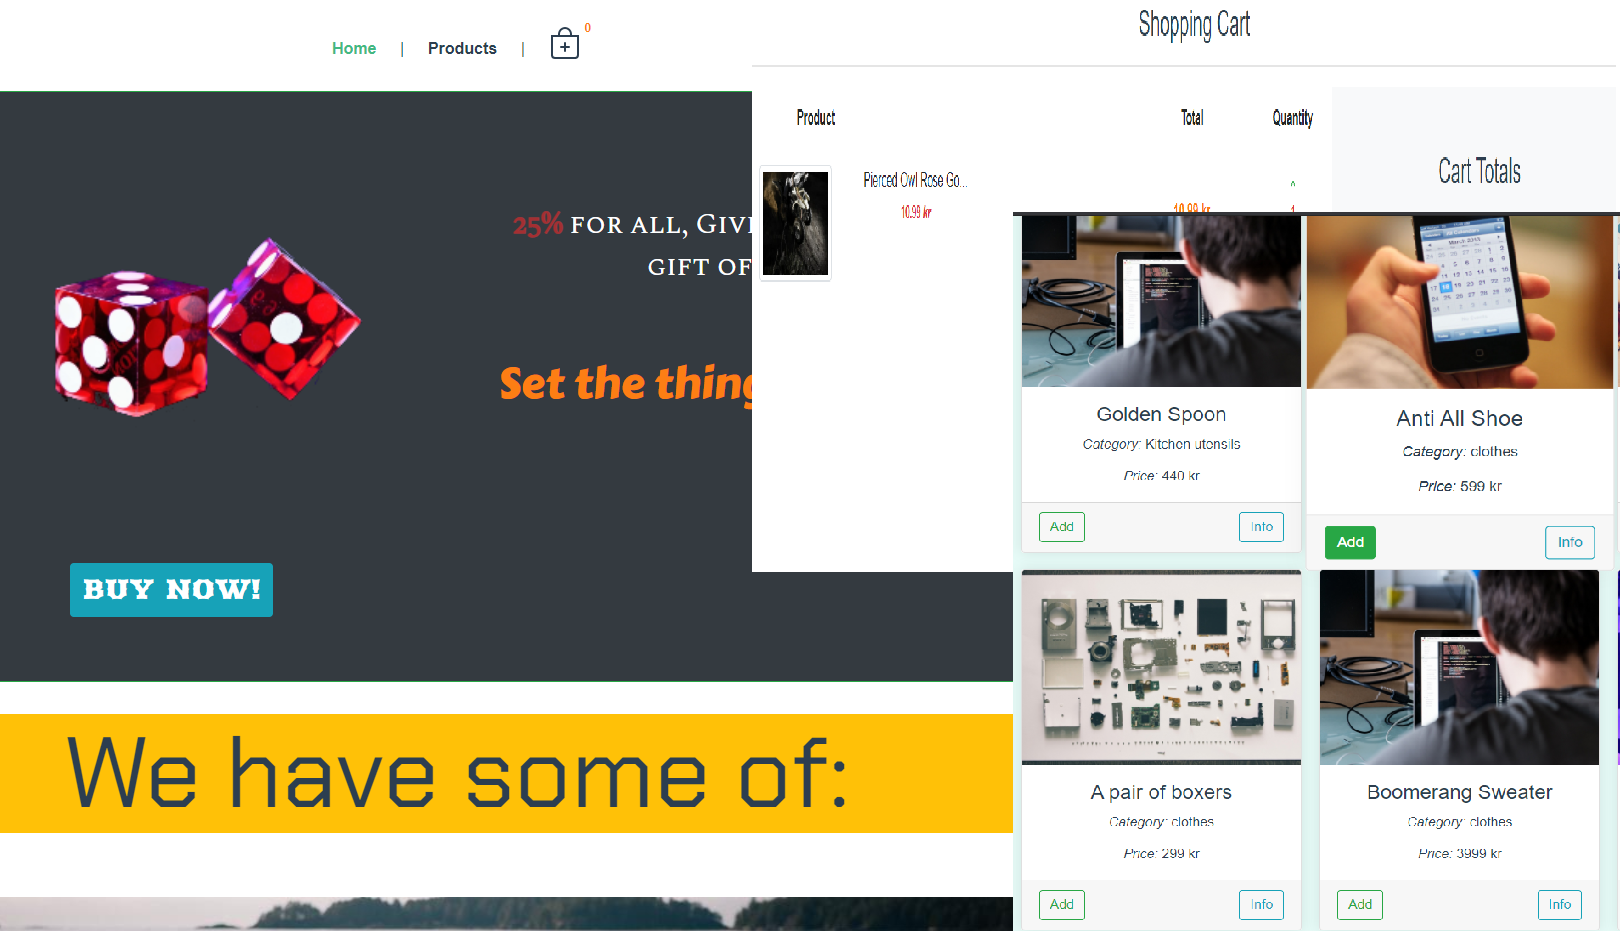 Home | Products | 0
25% FOR ALL, GIV
GIFT OF
Set the thing
BUY NOW!
We have some of:
Shopping Cart
Product Total Quantity
Pierced Owl Rose Go...
10.99 kr
10.99 kr
1
Cart Totals
Golden Spoon
Category: Kitchen utensils
Price: 440 kr
Add Info
Anti All Shoe
Category: clothes
Price: 599 kr
Add Info
A pair of boxers
Category: clothes
Price: 299 kr
Add Info
Boomerang Sweater
Category: clothes
Price: 3999 kr
Add Info